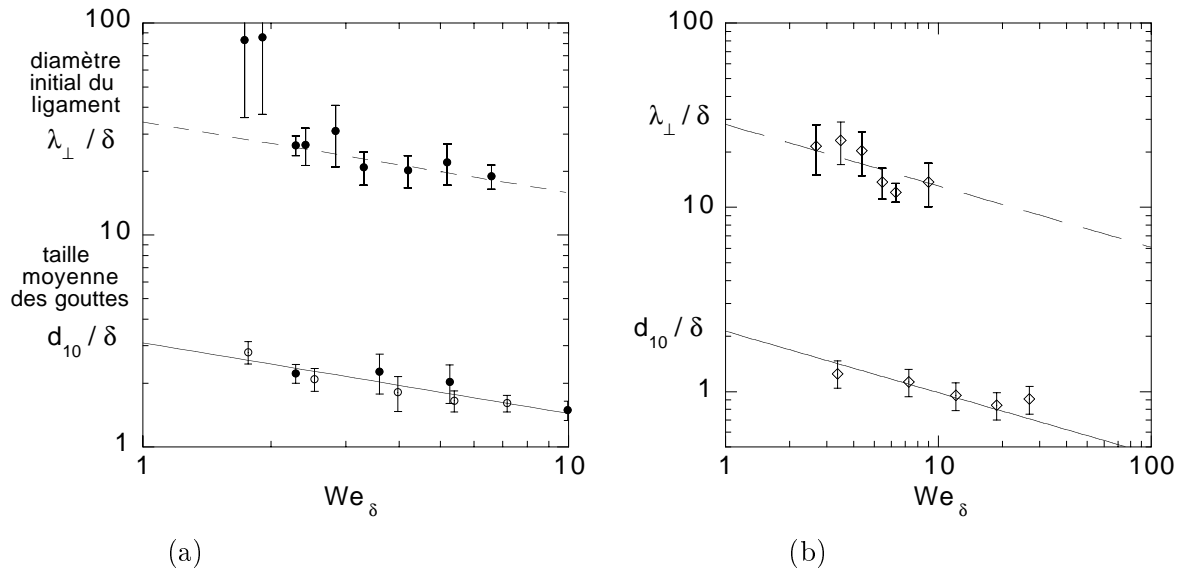 100
diamètre
initial du
ligament
λ⊥ / δ
10
taille
moyenne
des gouttes
d10 / δ
1
1
10
Weδ
(a)
100
λ⊥ / δ
10
d10 / δ
1
1
10
100
Weδ
(b)